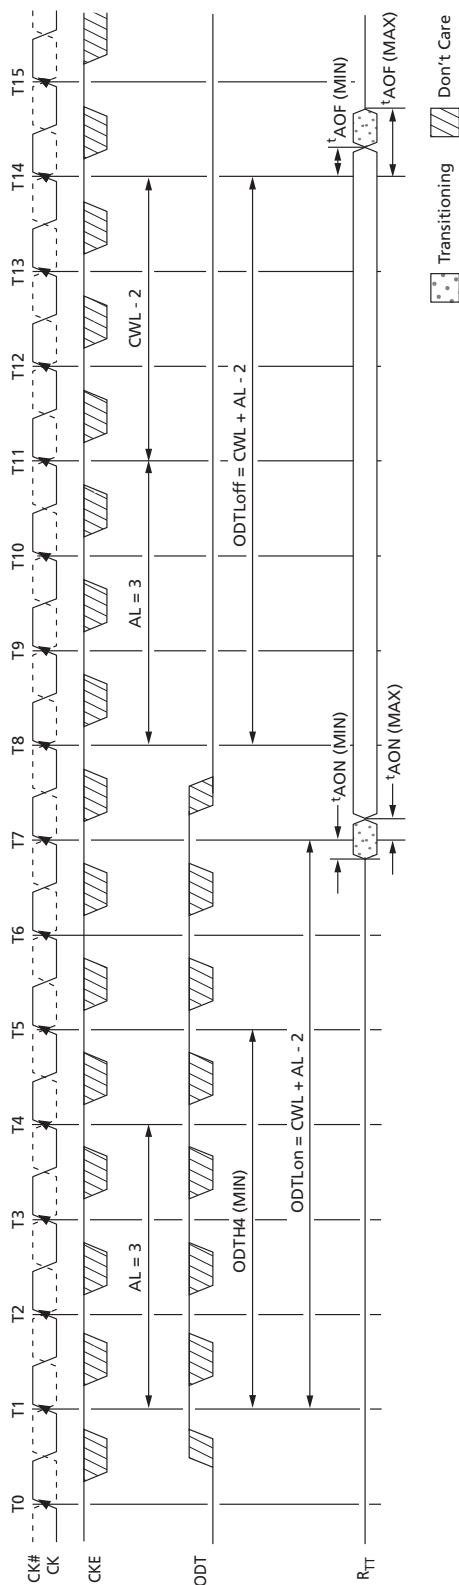 T0 T1 T2 T3 T4 T5 T6 T7 T8 T9 T10 T11 T12 T13 T14 T15
CK#
CK
CKE
AL = 3
AL = 3
CWL - 2
ODT
ODTH4 (MIN)
ODTLoff = CWL + AL - 2
ODTLon = CWL + AL - 2
tAON (MIN)
tAOF (MIN)
RTT
tAON (MAX)
tAOF (MAX)
Transitioning
Don't Care